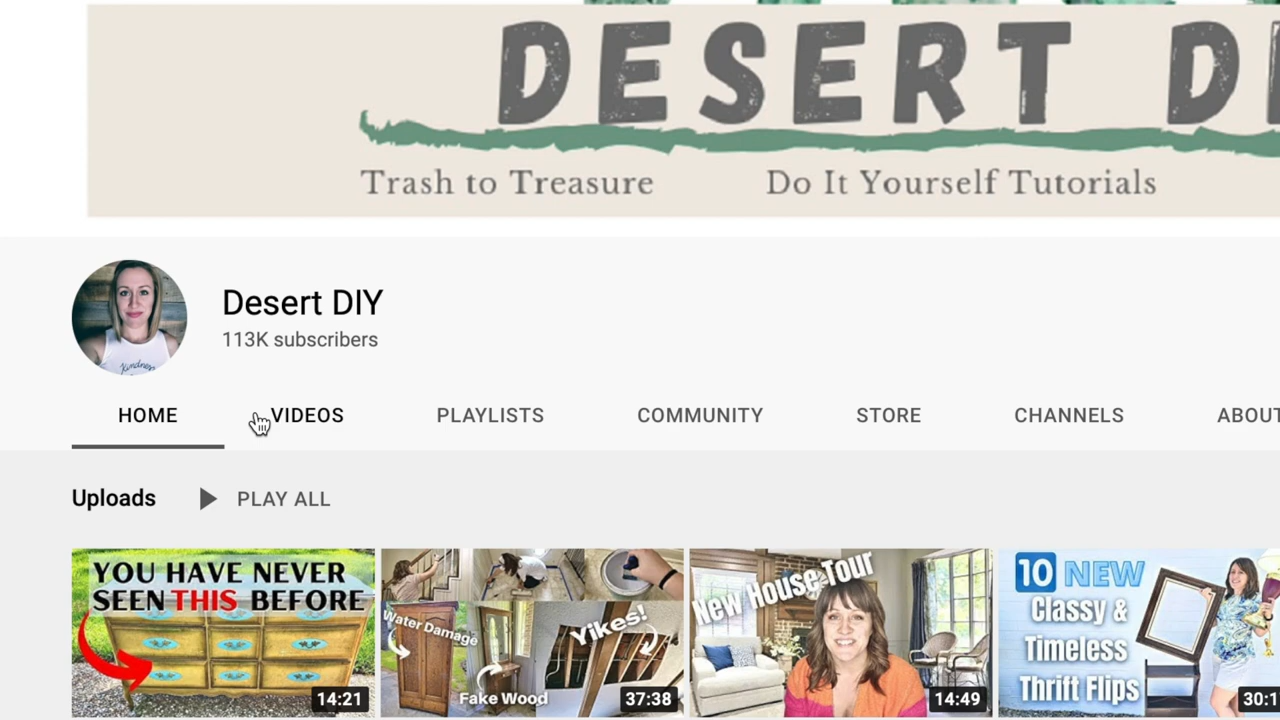 DESERT D
Trash to Treasure Do It Yourself Tutorials
Desert DIY
113K subscribers
HOME VIDEOS PLAYLISTS COMMUNITY STORE CHANNELS ABOUT
Uploads PLAY ALL
YOU HAVE NEVER
SEEN THIS BEFORE
14:21
Water Damage
Yikes!
Fake Wood
37:38
New House Tour
14:49
10 NEW
Classy &
Timeless
Thrift Flips
30:1